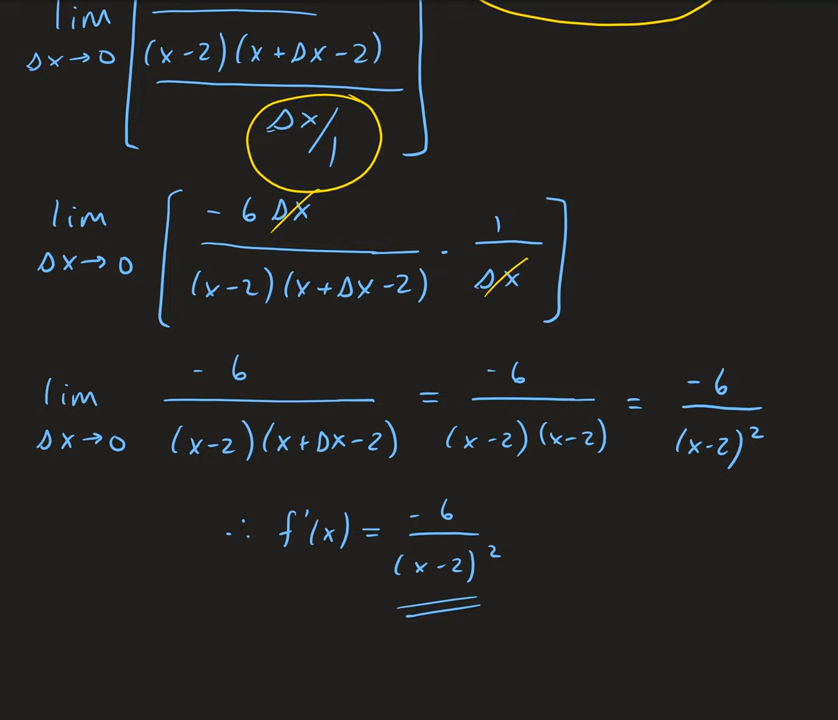 lim Δx→0 [ ――― / (x-2)(x+Δx-2) / Δx/1 ]
lim Δx→0 [ -6Δx / (x-2)(x+Δx-2) · 1/Δx ]
lim Δx→0 -6 / (x-2)(x+Δx-2) = -6 / (x-2)(x-2) = -6 / (x-2)²
∴ f'(x) = -6 / (x-2)²